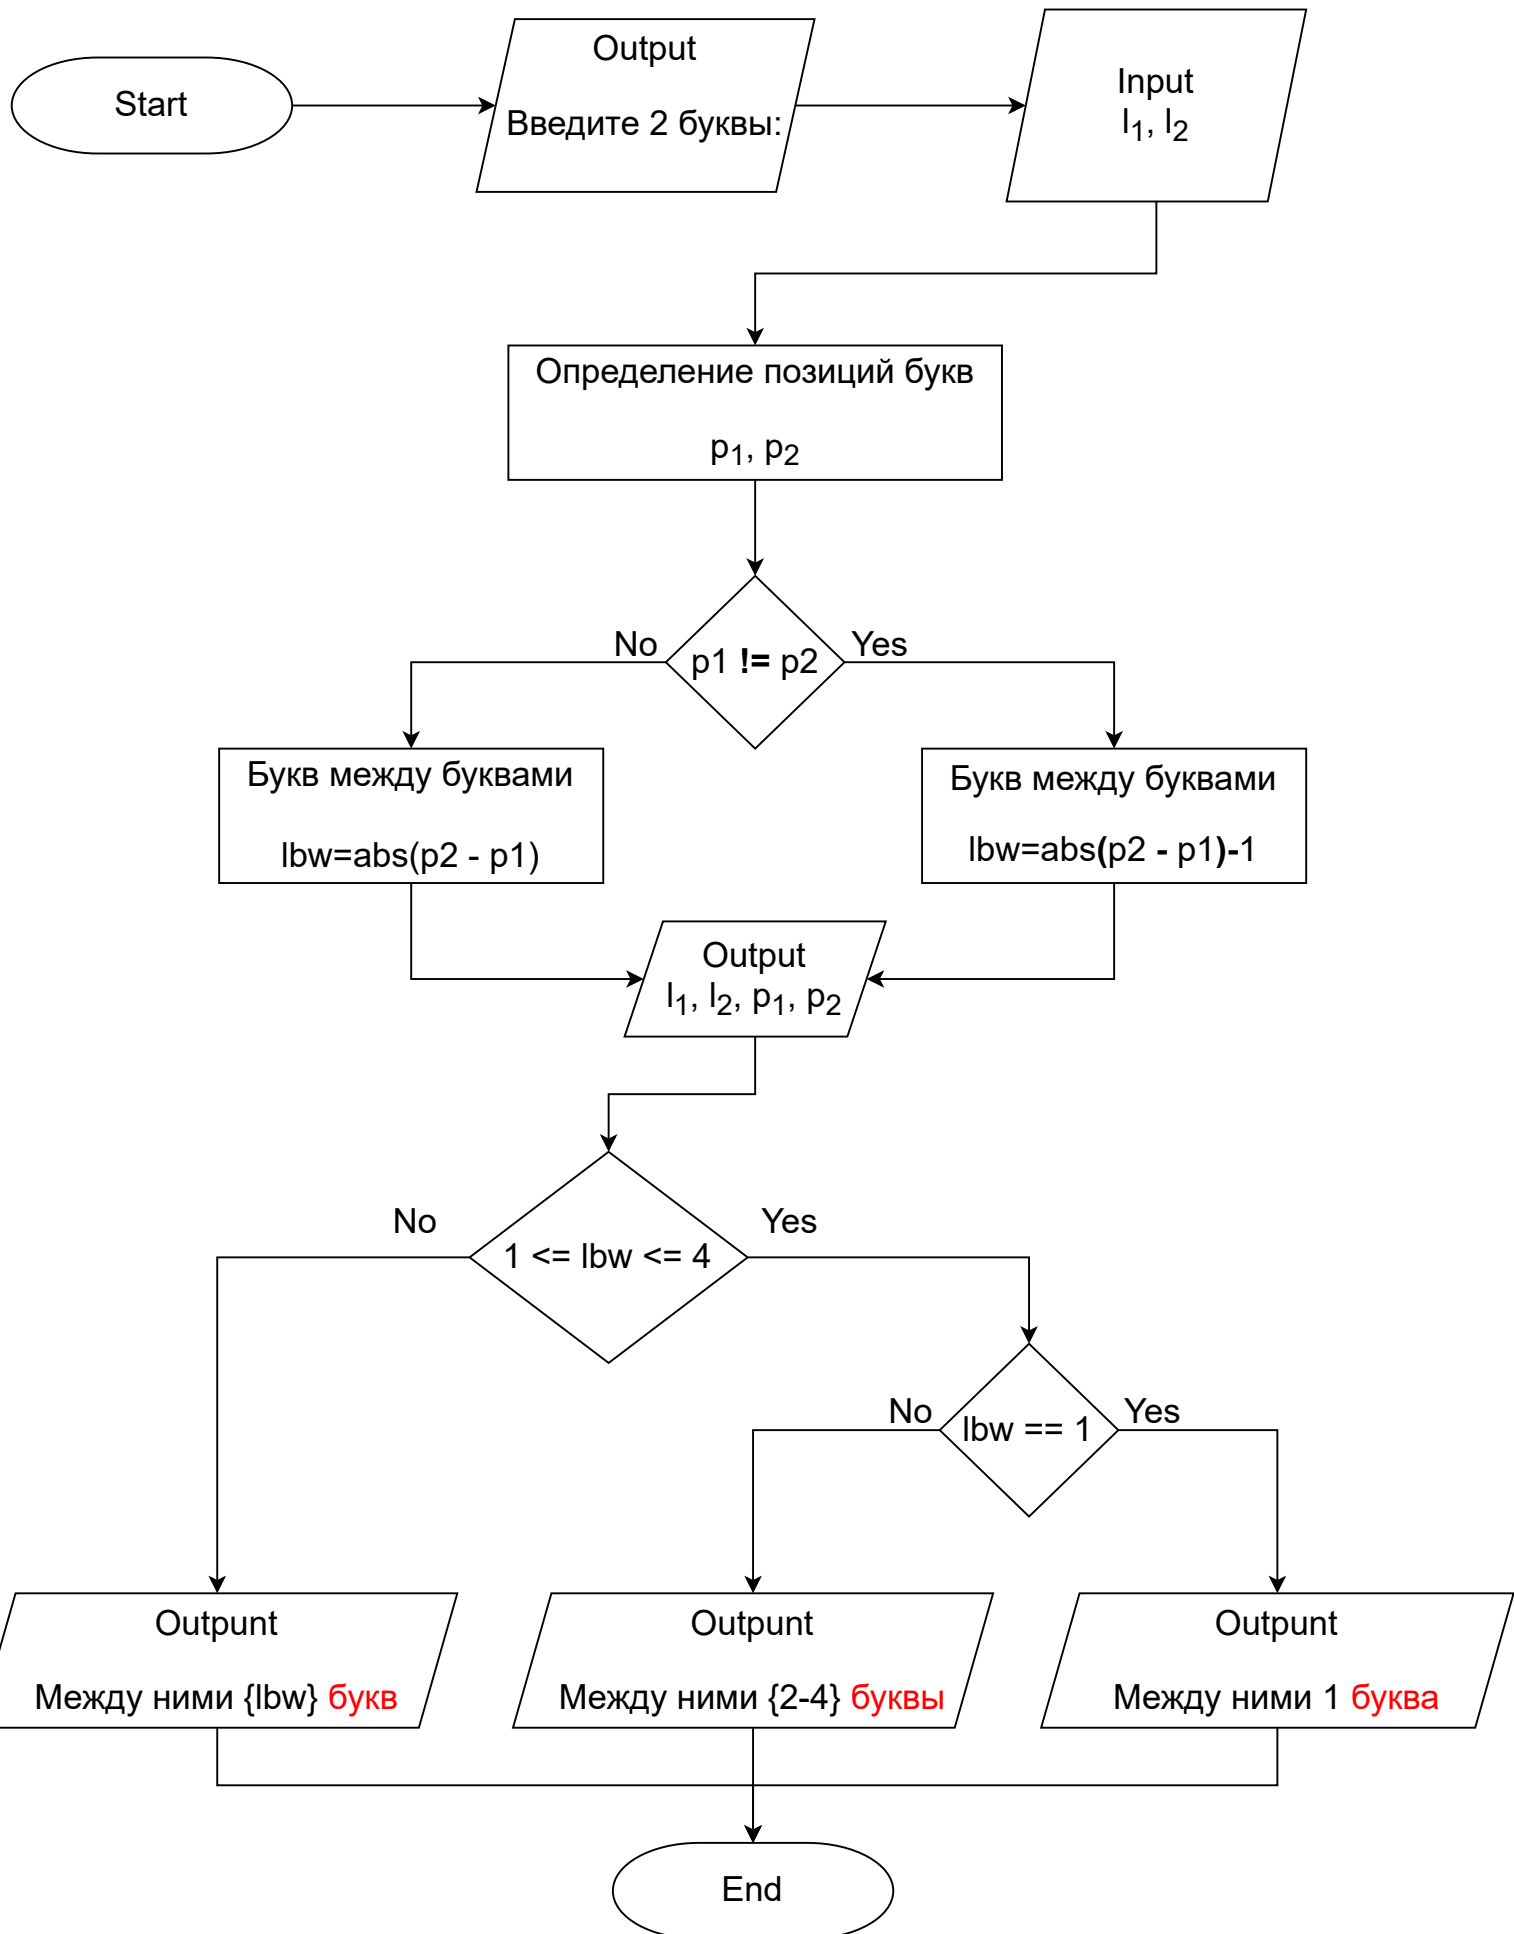 Start
Output
Введите 2 буквы:
Input
l1, l2
Определение позиций букв
p1, p2
No
p1 != p2
Yes
Букв между буквами
lbw=abs(p2 - p1)
Букв между буквами
lbw=abs(p2 - p1)-1
Output
l1, l2, p1, p2
No
1 <= lbw <= 4
Yes
No
lbw == 1
Yes
Outpunt
Между ними {lbw} букв
Outpunt
Между ними {2-4} буквы
Outpunt
Между ними 1 буква
End